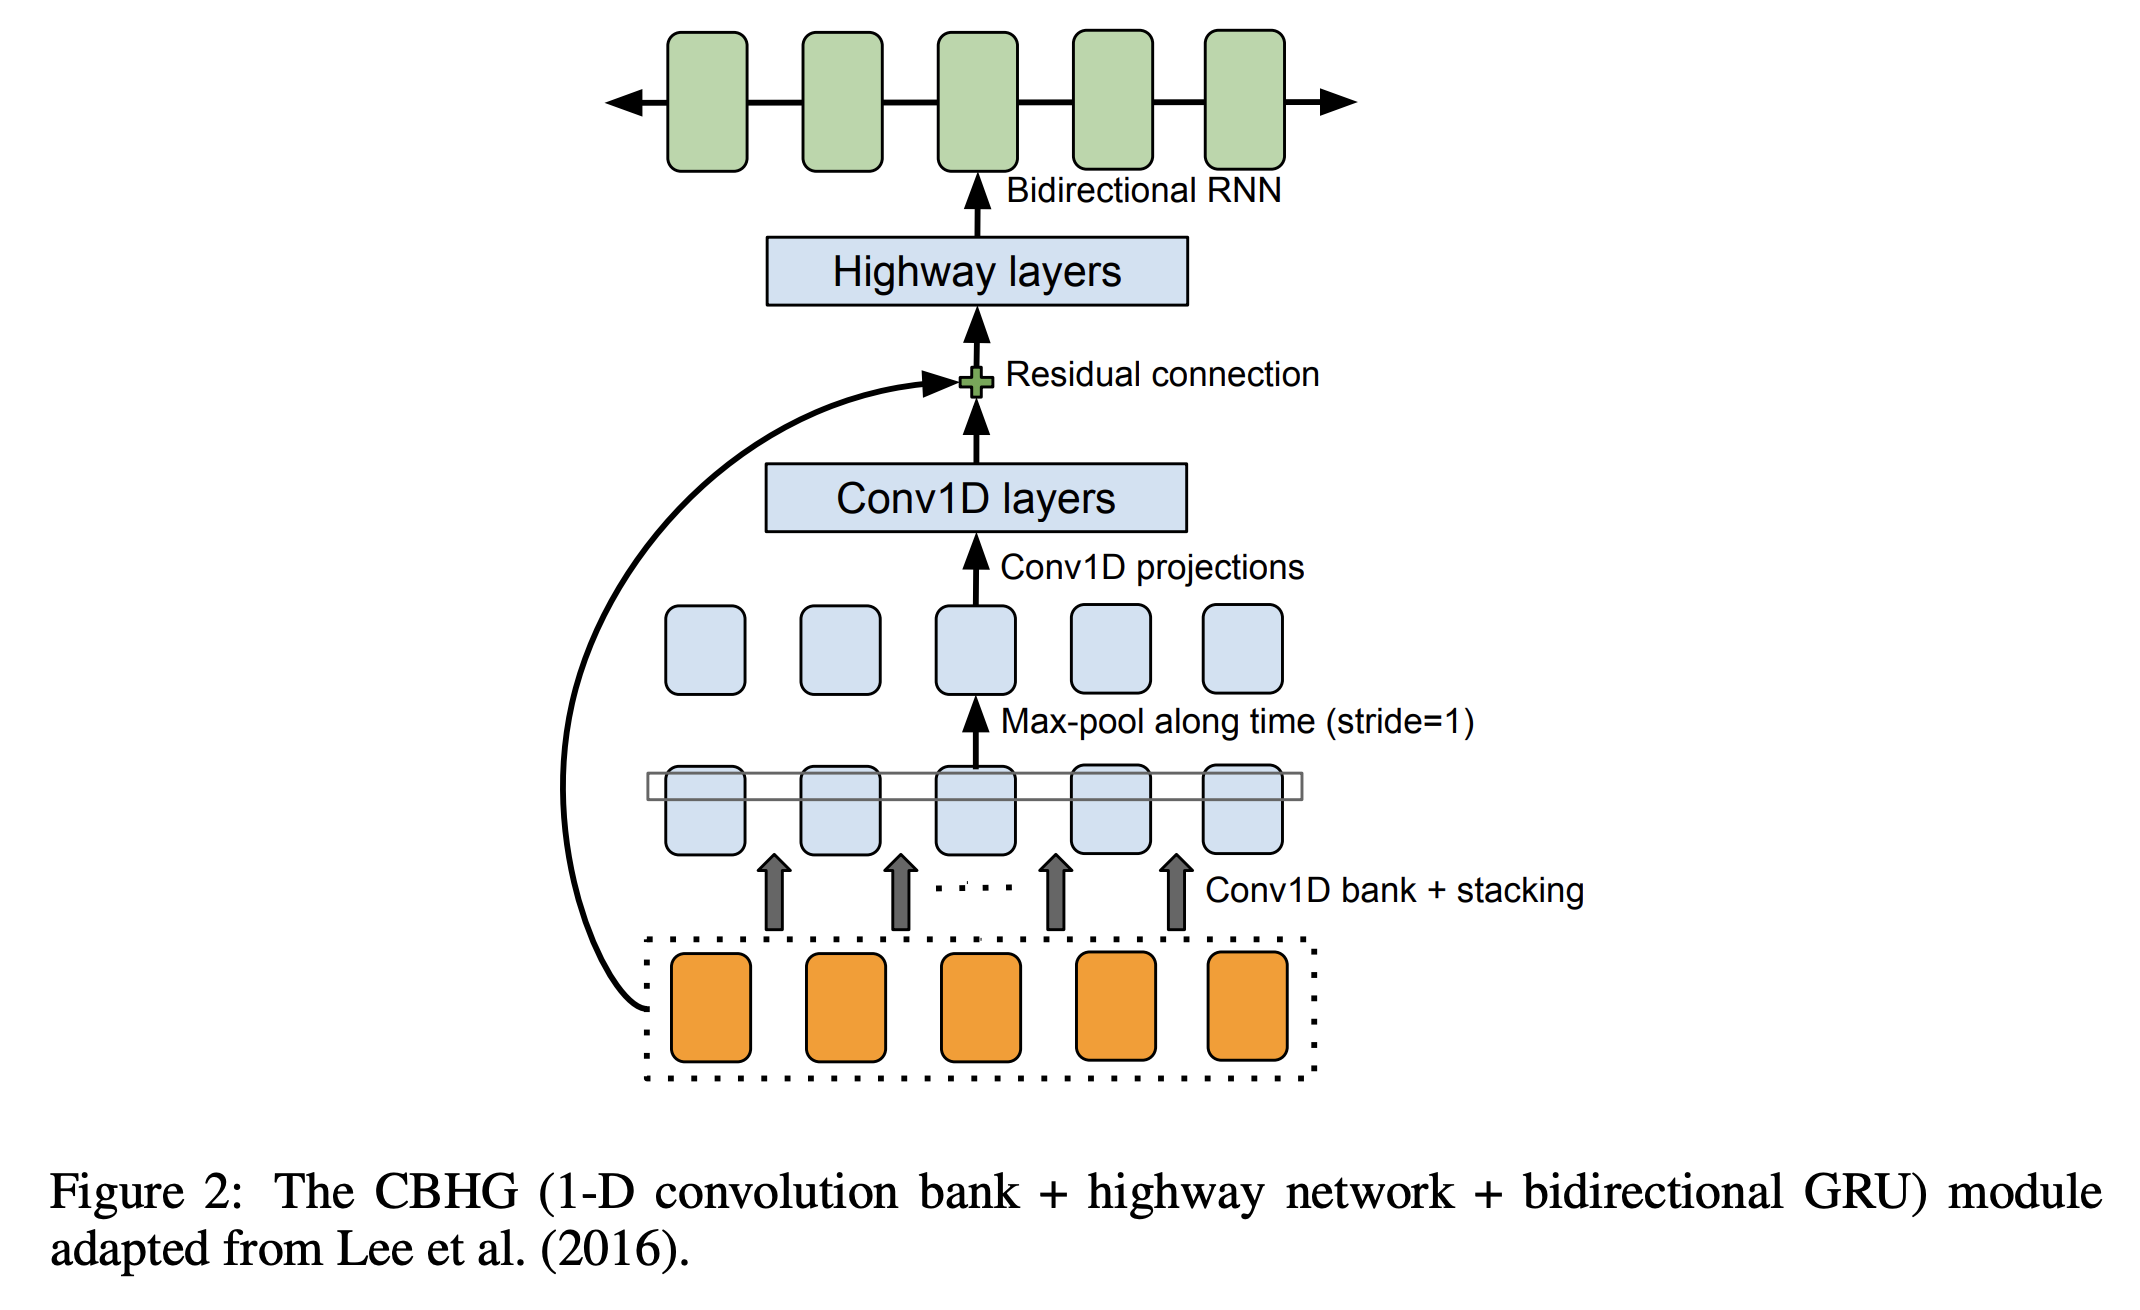 Bidirectional RNN
Highway layers
Residual connection
Conv1D layers
Conv1D projections
Max-pool along time (stride=1)
Conv1D bank + stacking
Figure 2: The CBHG (1-D convolution bank + highway network + bidirectional GRU) module
adapted from Lee et al. (2016).